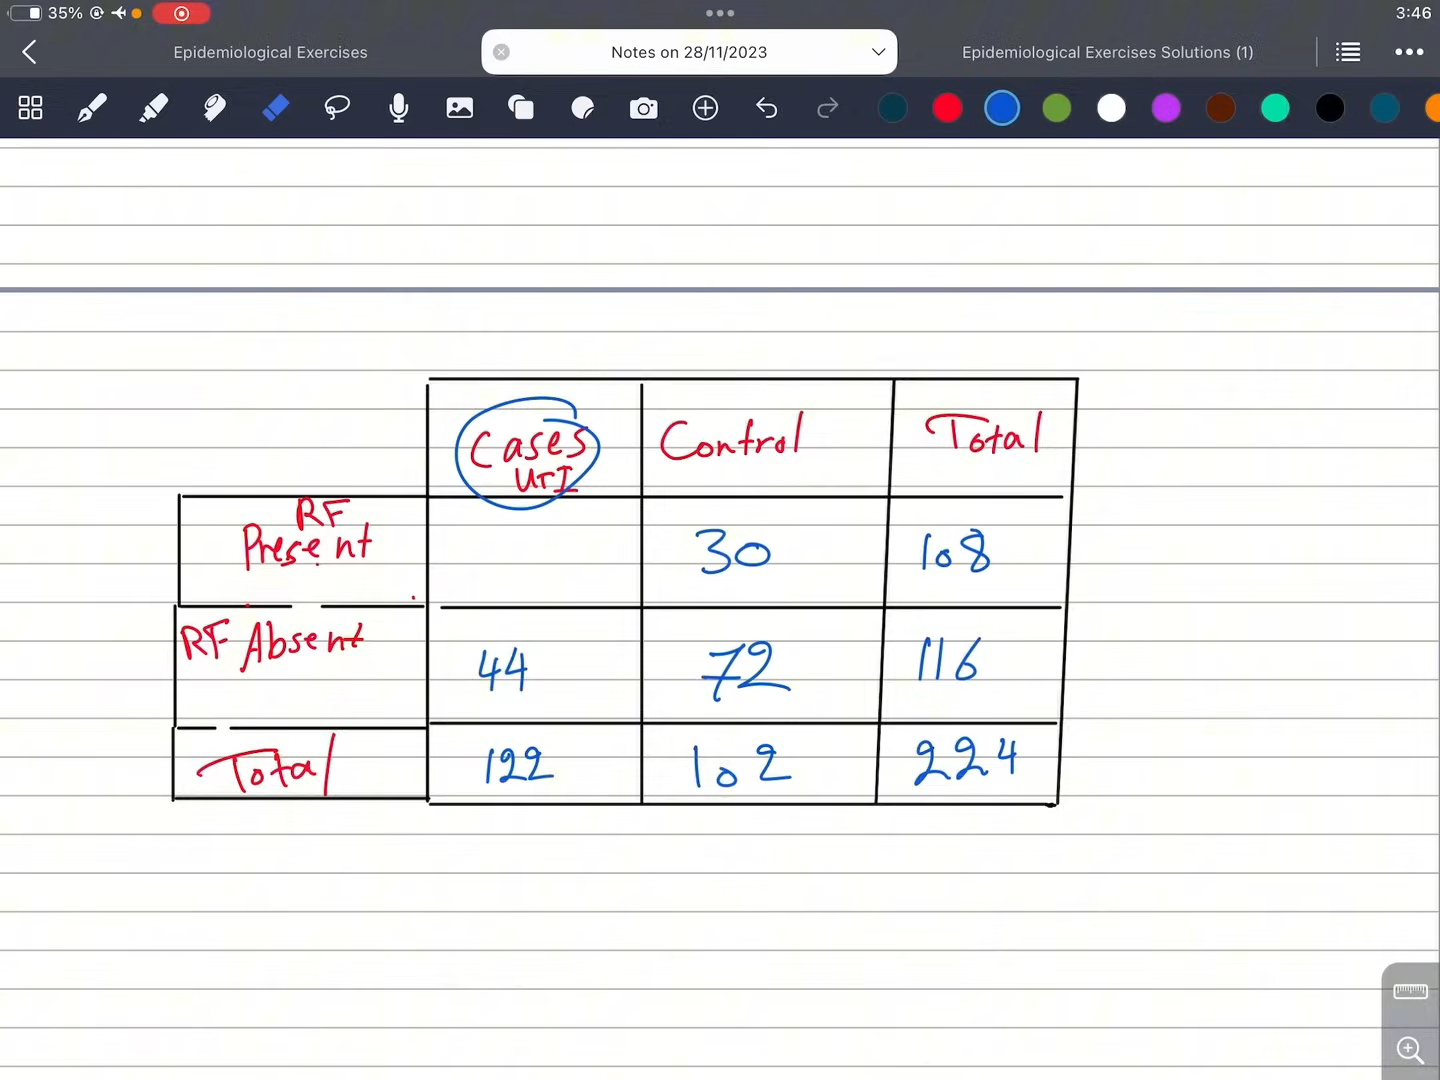 35%
3:46
Epidemiological Exercises
Notes on 28/11/2023
Epidemiological Exercises Solutions (1)
Cases UTI
Control
Total
RF Present
30
108
RF Absent
44
72
116
Total
122
102
224